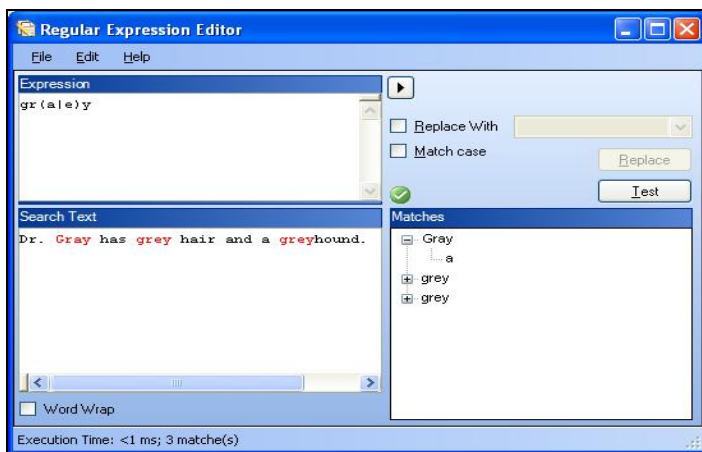 Regular Expression Editor
File Edit Help
Expression
gr(a|e)y
Replace With
Match case
Replace
Test
Search Text
Dr. Gray has grey hair and a greyhound.
Matches
Gray
a
grey
grey
Word Wrap
Execution Time: <1 ms; 3 matche(s)